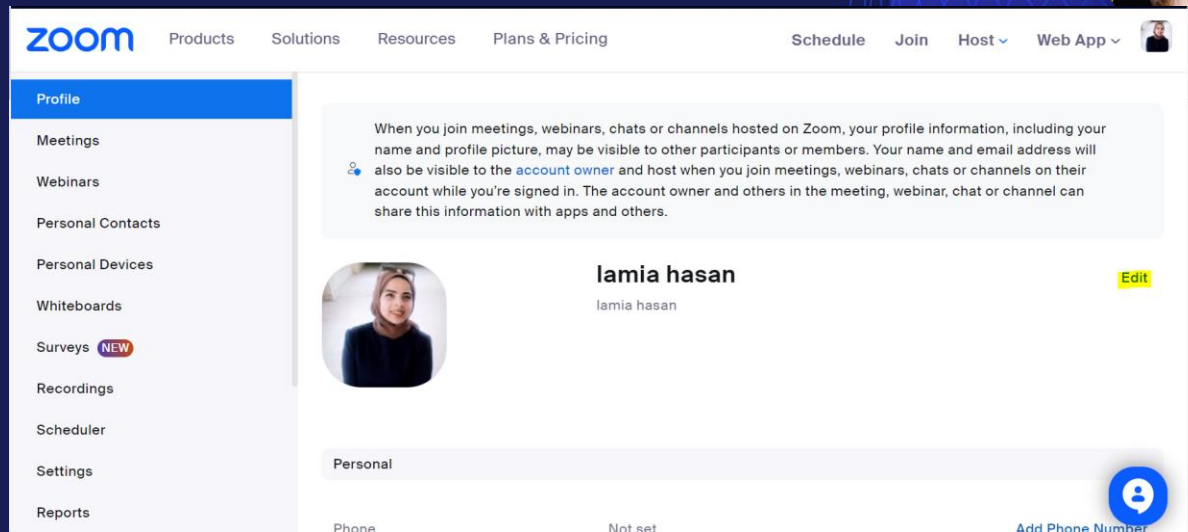 zoom Products Solutions Resources Plans & Pricing Schedule Join Host Web App
Profile
Meetings
Webinars
Personal Contacts
Personal Devices
Whiteboards
Surveys NEW
Recordings
Scheduler
Settings
Reports
When you join meetings, webinars, chats or channels hosted on Zoom, your profile information, including your
name and profile picture, may be visible to other participants or members. Your name and email address will
also be visible to the account owner and host when you join meetings, webinars, chats or channels on their
account while you're signed in. The account owner and others in the meeting, webinar, chat or channel can
share this information with apps and others.
lamia hasan Edit
lamia hasan
Personal
Phone Not set Add Phone Number